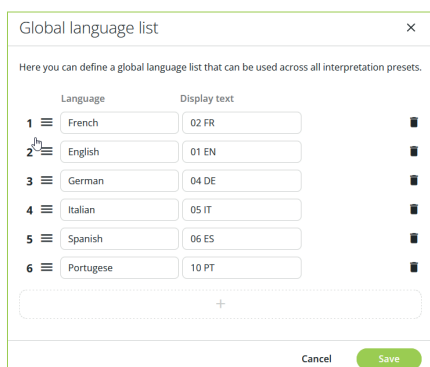 Global language list
Here you can define a global language list that can be used across all interpretation presets.
Language Display text
1 French 02 FR
2 English 01 EN
3 German 04 DE
4 Italian 05 IT
5 Spanish 06 ES
6 Portugese 10 PT
+
Cancel Save